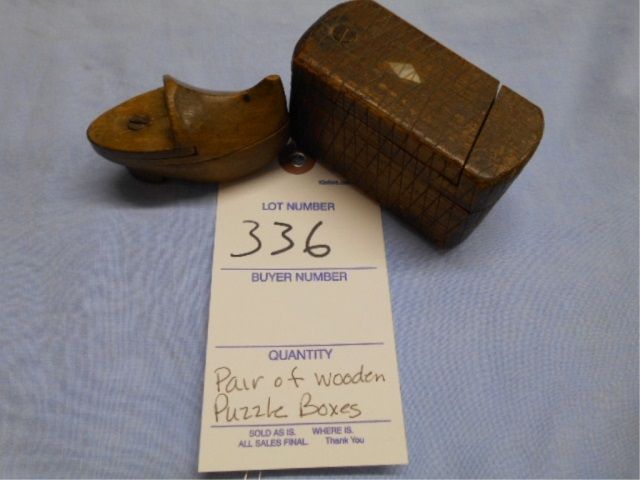 LOT NUMBER
336
BUYER NUMBER
QUANTITY
Pair of wooden
Puzzle Boxes
SOLD AS IS. WHERE IS.
ALL SALES FINAL. Thank You